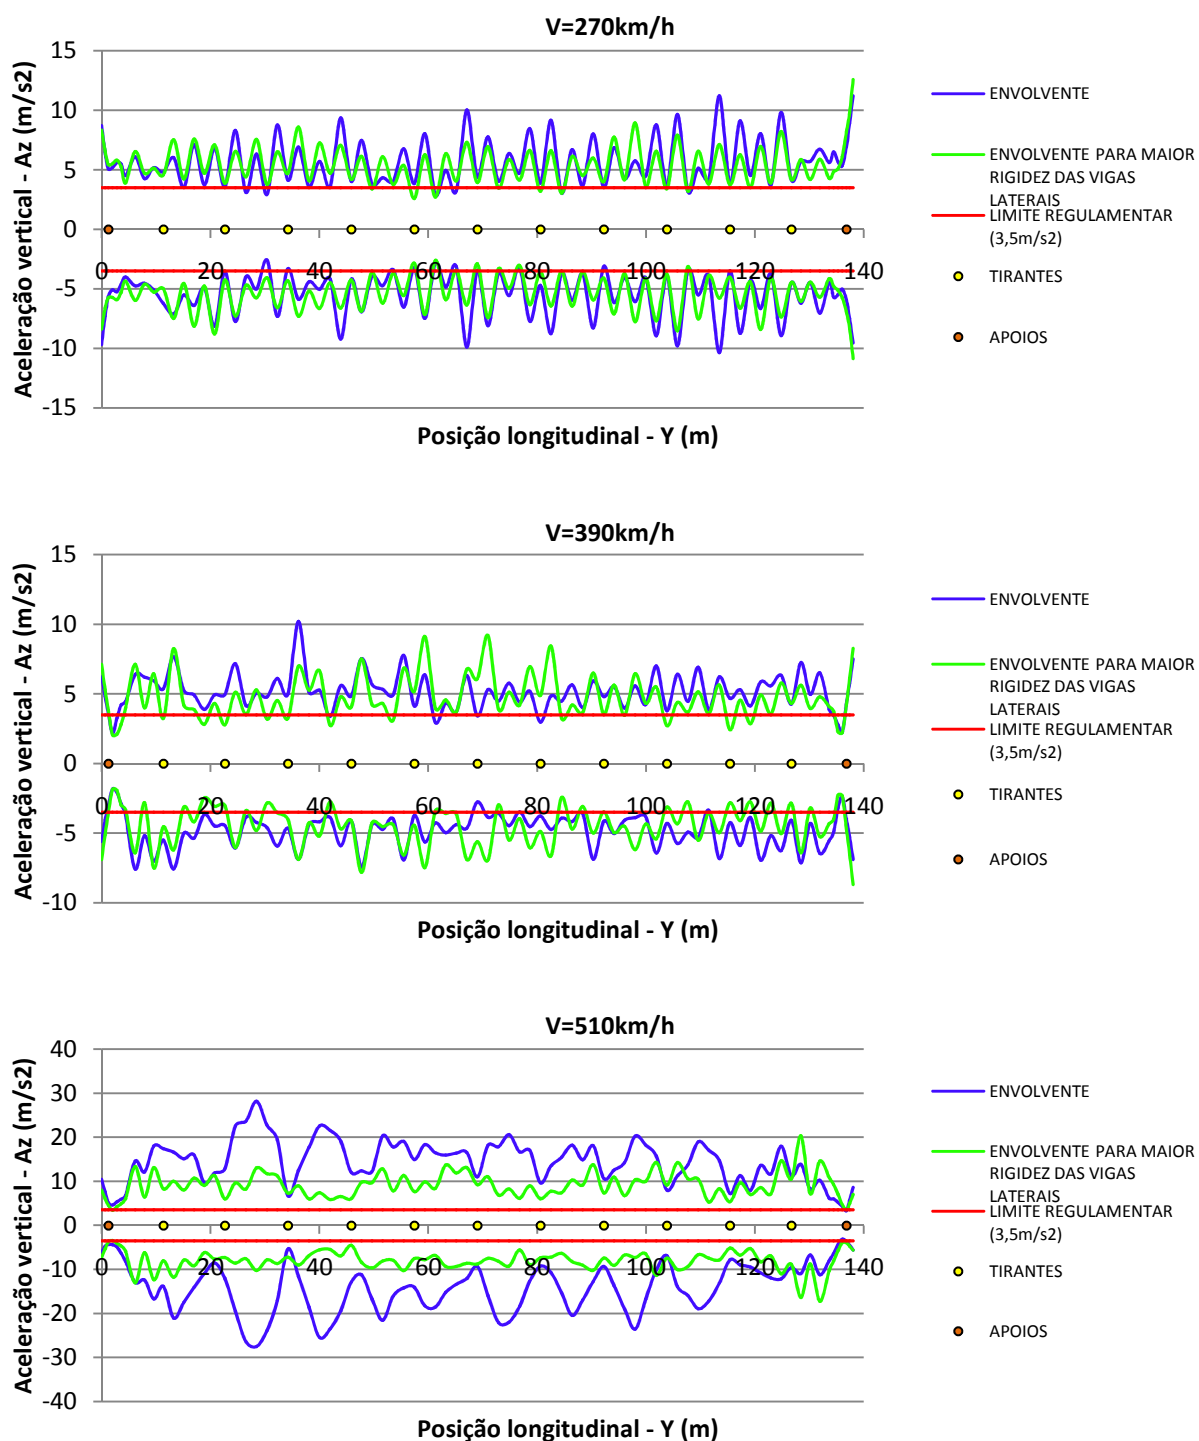 V=270km/h
Aceleração vertical - Az (m/s2)
15
10
5
0
-5
-10
-15
0
20
40
60
80
100
120
140
Posição longitudinal - Y (m)
ENVOLVENTE
ENVOLVENTE PARA MAIOR
RIGIDEZ DAS VIGAS
LATERAIS
LIMITE REGULAMENTAR
(3,5m/s2)
TIRANTES
APOIOS
V=390km/h
Aceleração vertical - Az (m/s2)
15
10
5
0
-5
-10
0
20
40
60
80
100
120
140
Posição longitudinal - Y (m)
ENVOLVENTE
ENVOLVENTE PARA MAIOR
RIGIDEZ DAS VIGAS
LATERAIS
LIMITE REGULAMENTAR
(3,5m/s2)
TIRANTES
APOIOS
V=510km/h
Aceleração vertical - Az (m/s2)
40
30
20
10
0
-10
-20
-30
-40
0
20
40
60
80
100
120
140
Posição longitudinal - Y (m)
ENVOLVENTE
ENVOLVENTE PARA MAIOR
RIGIDEZ DAS VIGAS
LATERAIS
LIMITE REGULAMENTAR
(3,5m/s2)
TIRANTES
APOIOS